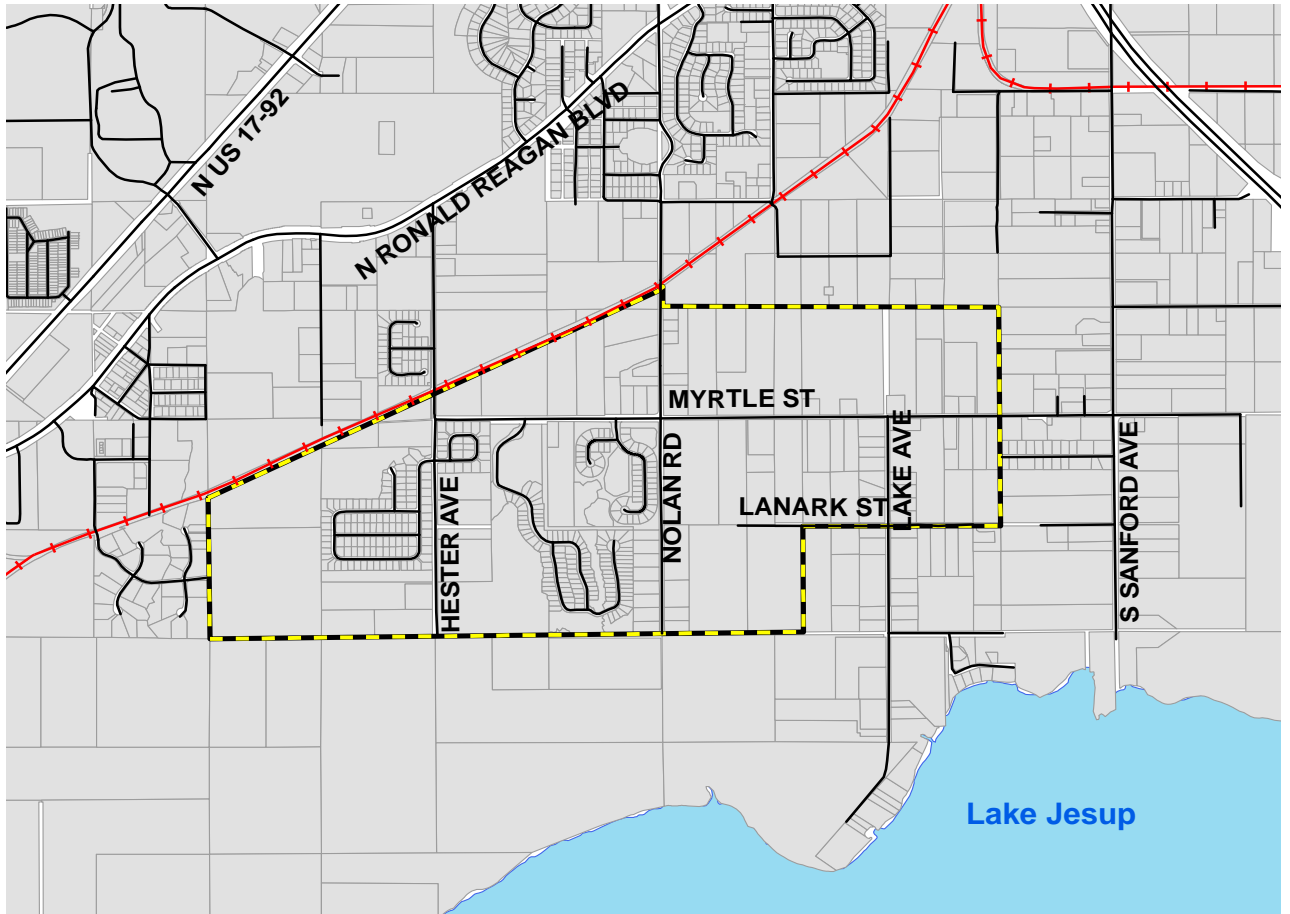 N US 17-92
N RONALD REAGAN BLVD
MYRTLE ST
LAKE AVE
NOLAN RD
S SANFORD AVE
HESTER AVE
LANARK ST
Lake Jesup